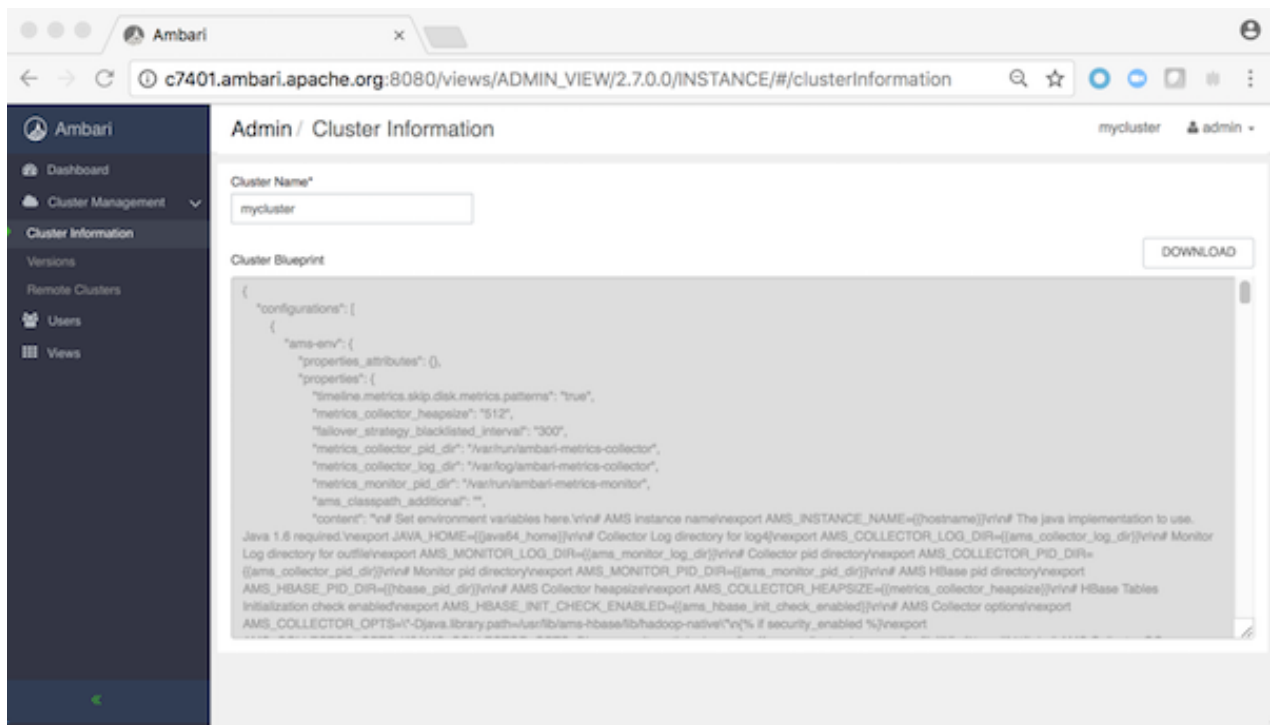 Ambari
c7401.ambari.apache.org:8080/views/ADMIN_VIEW/2.7.0.0/INSTANCE/#/clusterInformation
Ambari
Admin / Cluster Information
mycluster
admin
Dashboard
Cluster Management
Cluster Information
Versions
Remote Clusters
Users
Views
Cluster Name*
mycluster
Cluster Blueprint
DOWNLOAD
{
"configurations": [
{
"ams-env": {
"properties_attributes": {},
"properties": {
"timeline.metrics.skip.disk.metrics.patterns": "true",
"metrics_collector_heapsize": "512",
"failover_strategy_blacklisted_interval": "300",
"metrics_collector_pid_dir": "/var/run/ambari-metrics-collector",
"metrics_collector_log_dir": "/var/log/ambari-metrics-collector",
"metrics_monitor_pid_dir": "/var/run/ambari-metrics-monitor",
"ams_classpath_additional": "",
"content": "\n# Set environment variables here.\n\n# AMS instance name\nexport AMS_INSTANCE_NAME={{hostname}}\n\n# The java implementation to use.
Java 1.6 required.\nexport JAVA_HOME={{java64_home}}\n\n# Collector Log directory for log4j\nexport AMS_COLLECTOR_LOG_DIR={{ams_collector_log_dir}}\n\n# Monitor
Log directory for outfile\nexport AMS_MONITOR_LOG_DIR={{ams_monitor_log_dir}}\n\n# Collector pid directory\nexport AMS_COLLECTOR_PID_DIR=
{{ams_collector_pid_dir}}\n\n# Monitor pid directory\nexport AMS_MONITOR_PID_DIR={{ams_monitor_pid_dir}}\n\n# AMS HBase pid directory\nexport
AMS_HBASE_PID_DIR={{hbase_pid_dir}}\n\n# AMS Collector heapsize\nexport AMS_COLLECTOR_HEAPSIZE={{metrics_collector_heapsize}}\n\n# HBase Tables
Initialization check enabled\nexport AMS_HBASE_INIT_CHECK_ENABLED={{ams_hbase_init_check_enabled}}\n\n# AMS Collector options\nexport
AMS_COLLECTOR_OPTS=\"-Djava.library.path=/usr/lib/ams-hbase/lib/hadoop-native\"\n{% if security_enabled %}\nexport